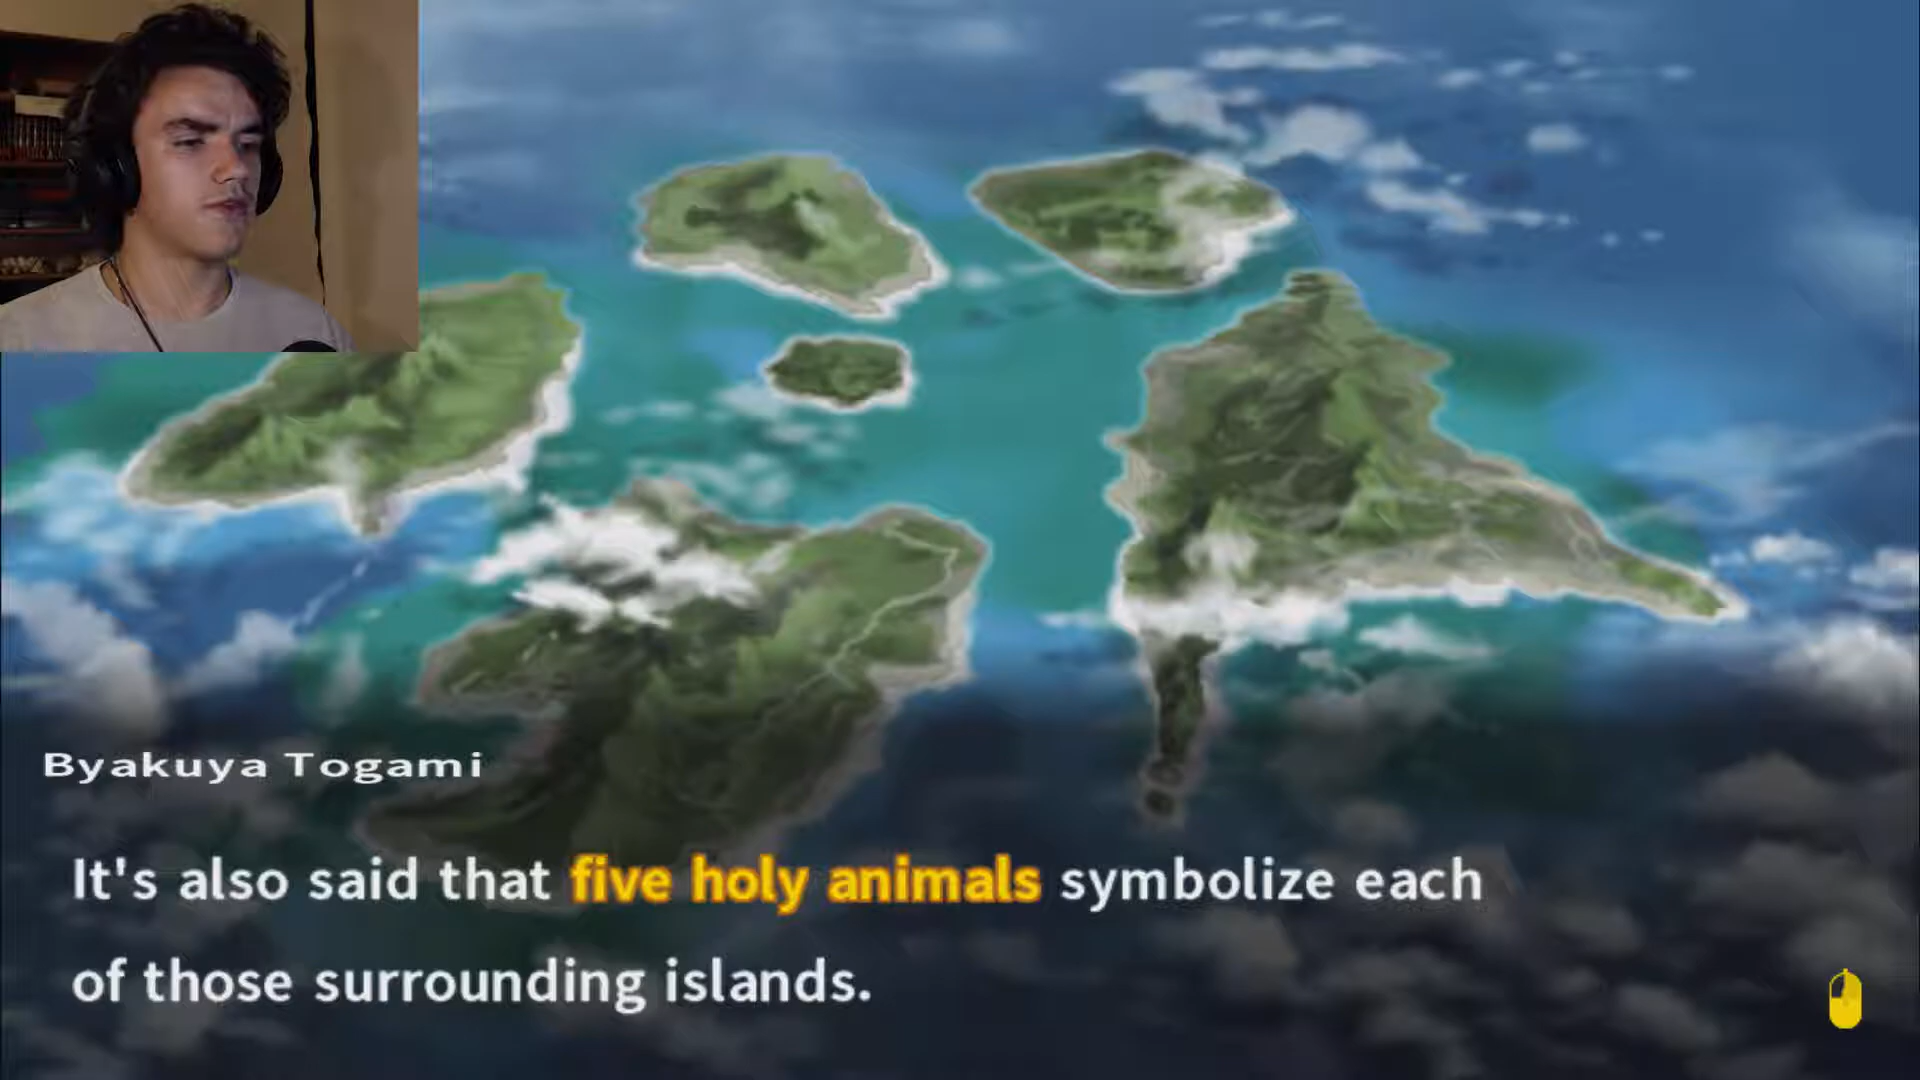 Byakuya Togami
It's also said that five holy animals symbolize each
of those surrounding islands.